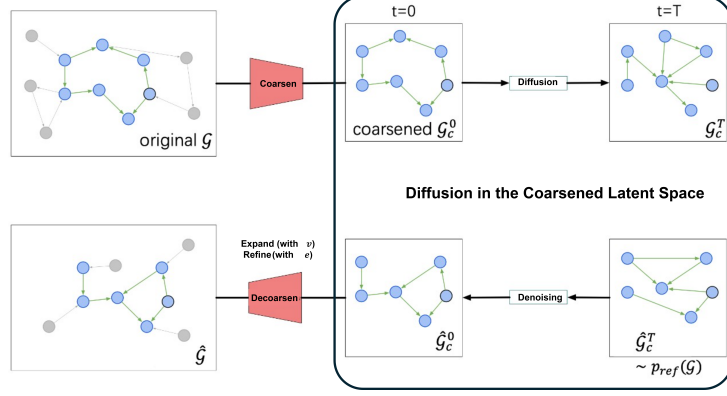 t=0
t=T
Coarsen
Diffusion
original 𝒢
coarsened 𝒢_c^0
𝒢_c^T
Diffusion in the Coarsened Latent Space
Expand (with v)
Refine(with e)
Decoarsen
Denoising
𝒢̂
𝒢̂_c^0
𝒢̂_c^T
~ p_ref(𝒢)